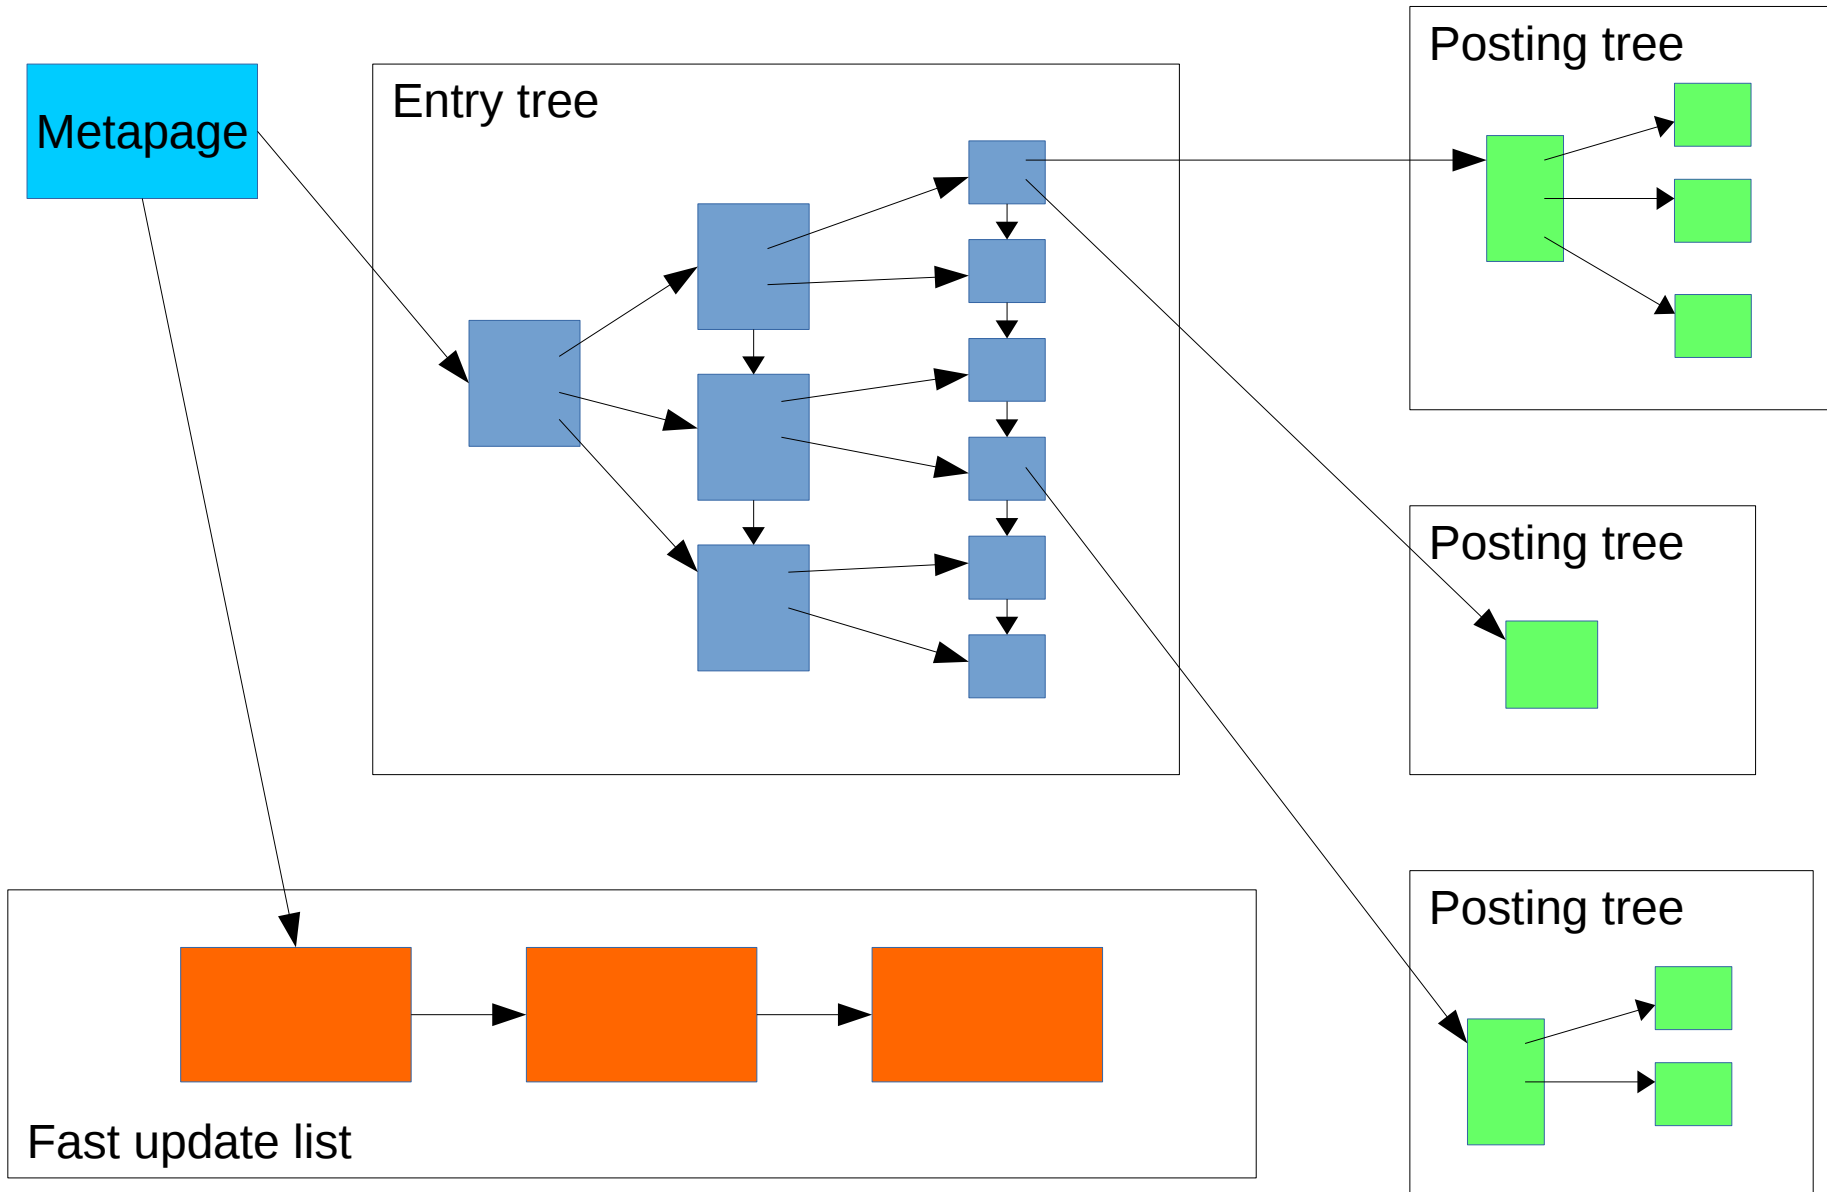 Metapage
Entry tree
Posting tree
Posting tree
Posting tree
Fast update list